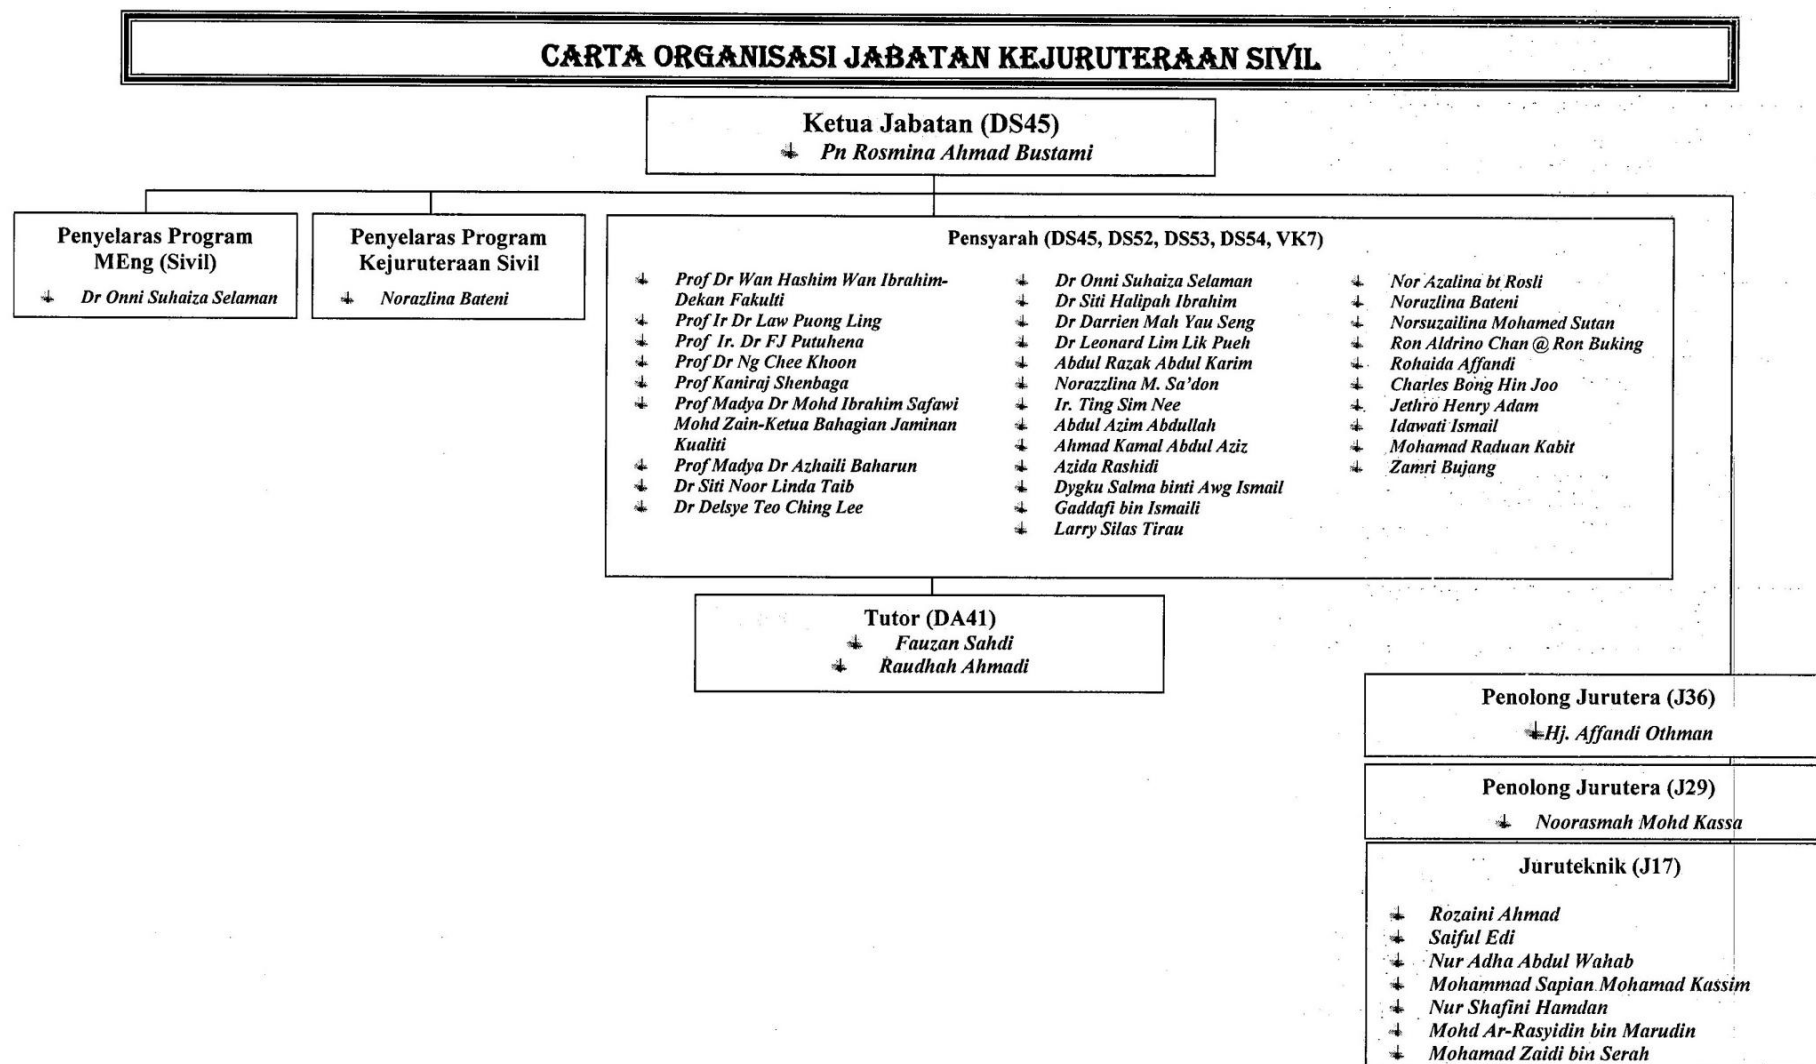 CARTA ORGANISASI JABATAN KEJURUTERAAN SIVIL
Ketua Jabatan (DS45)
Pn Rosmina Ahmad Bustami
Penyelaras Program
MEng (Sivil)
Dr Onni Suhaiza Selaman
Penyelaras Program
Kejuruteraan Sivil
Norazlina Bateni
Pensyarah (DS45, DS52, DS53, DS54, VK7)
Prof Dr Wan Hashim Wan Ibrahim-
Dekan Fakulti
Prof Ir Dr Law Puong Ling
Prof Ir. Dr FJ Putuhena
Prof Dr Ng Chee Khoon
Prof Kaniraj Shenbaga
Prof Madya Dr Mohd Ibrahim Safawi
Mohd Zain-Ketua Bahagian Jaminan
Kualiti
Prof Madya Dr Azhaili Baharun
Dr Siti Noor Linda Taib
Dr Delsye Teo Ching Lee
Dr Onni Suhaiza Selaman
Dr Siti Halipah Ibrahim
Dr Darrien Mah Yau Seng
Dr Leonard Lim Lik Pueh
Abdul Razak Abdul Karim
Norazzlina M. Sa'don
Ir. Ting Sim Nee
Abdul Azim Abdullah
Ahmad Kamal Abdul Aziz
Azida Rashidi
Dygku Salma binti Awg Ismail
Gaddafi bin Ismaili
Larry Silas Tirau
Nor Azalina bt Rosli
Norazlina Bateni
Norsuzailina Mohamed Sutan
Ron Aldrino Chan @ Ron Buking
Rohaida Affandi
Charles Bong Hin Joo
Jethro Henry Adam
Idawati Ismail
Mohamad Raduan Kabit
Zamri Bujang
Tutor (DA41)
Fauzan Sahdi
Raudhah Ahmadi
Penolong Jurutera (J36)
Hj. Affandi Othman
Penolong Jurutera (J29)
Noorasmah Mohd Kassa
Juruteknik (J17)
Rozaini Ahmad
Saiful Edi
Nur Adha Abdul Wahab
Mohammad Sapian Mohamad Kassim
Nur Shafini Hamdan
Mohd Ar-Rasyidin bin Marudin
Mohamad Zaidi bin Serah